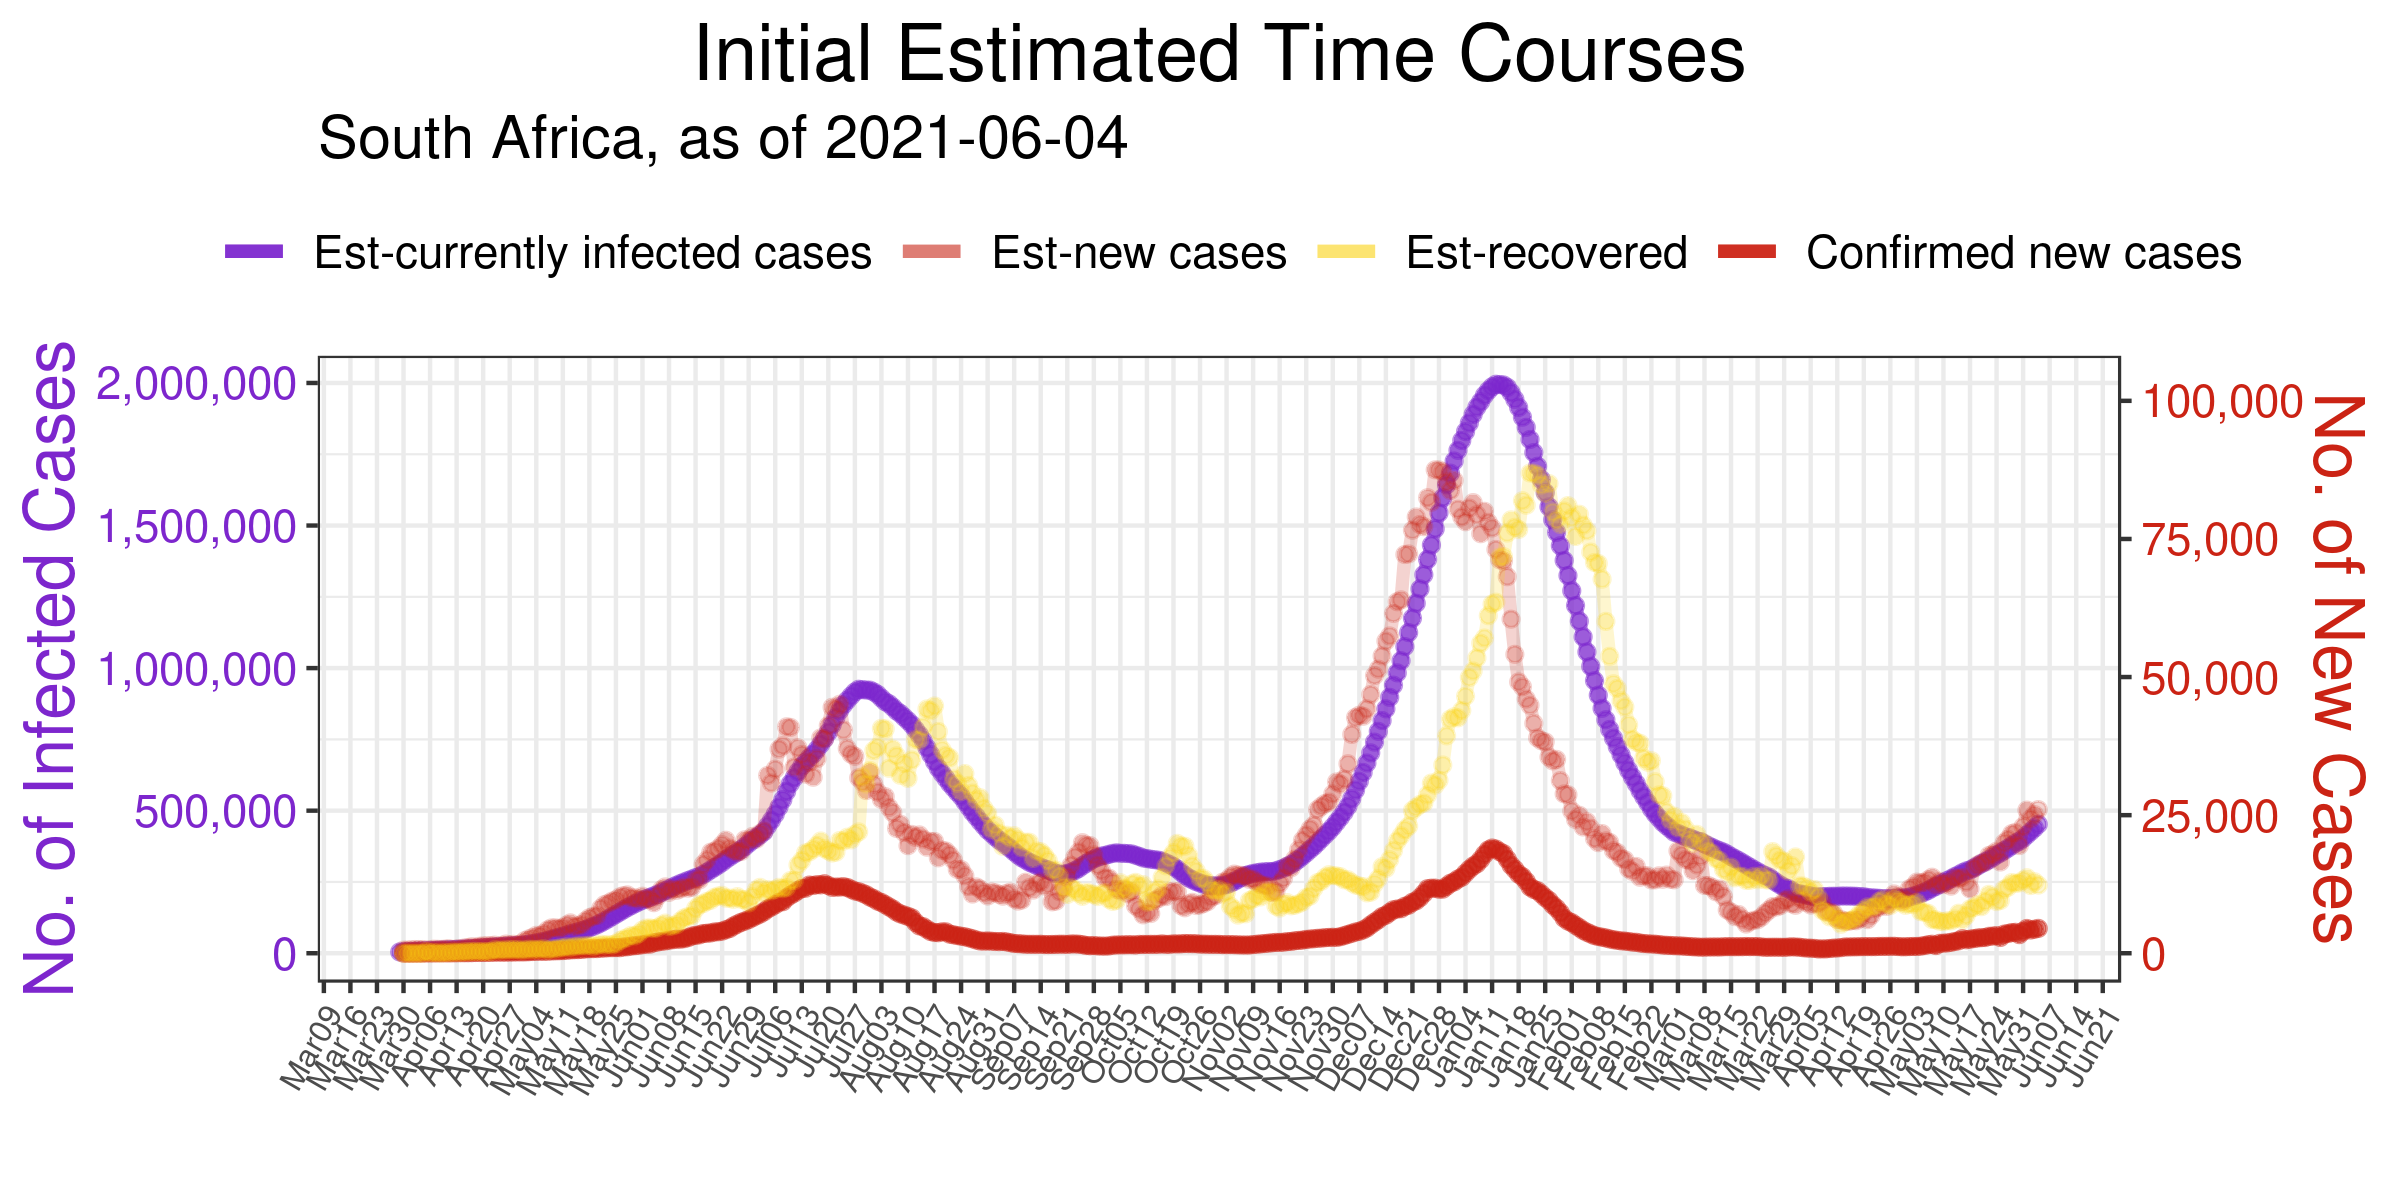 Initial Estimated Time Courses
South Africa, as of 2021-06-04
Est-currently infected cases Est-new cases Est-recovered Confirmed new cases
No. of Infected Cases
2,000,000
1,500,000
1,000,000
500,000
0
100,000
75,000
50,000
25,000
0
No. of New Cases
Mar09 Mar16 Mar23 Mar30 Apr06 Apr13 Apr20 Apr27 May04 May11 May18 May25 Jun01 Jun08 Jun15 Jun22 Jun29 Jul06 Jul13 Jul20 Jul27 Aug03 Aug10 Aug17 Aug24 Aug31 Sep07 Sep14 Sep21 Sep28 Oct05 Oct12 Oct19 Oct26 Nov02 Nov09 Nov16 Nov23 Nov30 Dec07 Dec14 Dec21 Dec28 Jan04 Jan11 Jan18 Jan25 Feb01 Feb08 Feb15 Feb22 Mar01 Mar08 Mar15 Mar22 Mar29 Apr05 Apr12 Apr19 Apr26 May03 May10 May17 May24 May31 Jun07 Jun14 Jun21